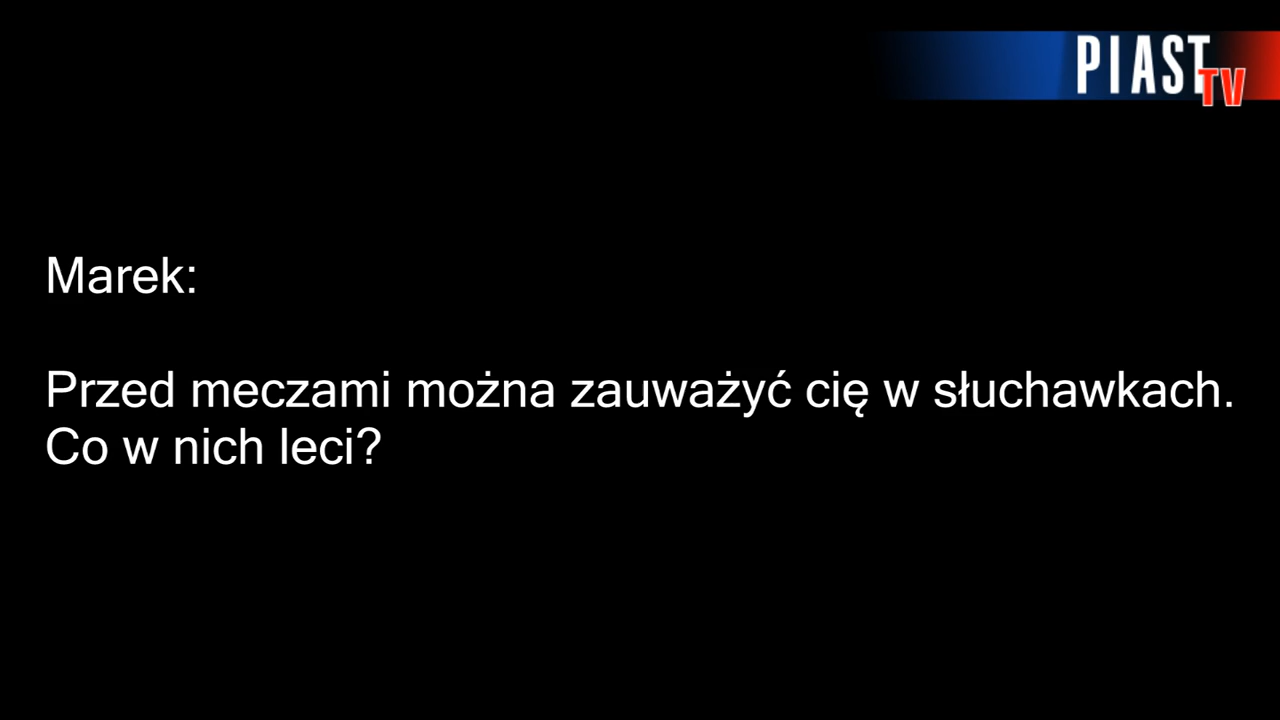 PIAST
TV
Marek:
Przed meczami można zauważyć cię w słuchawkach.
Co w nich leci?